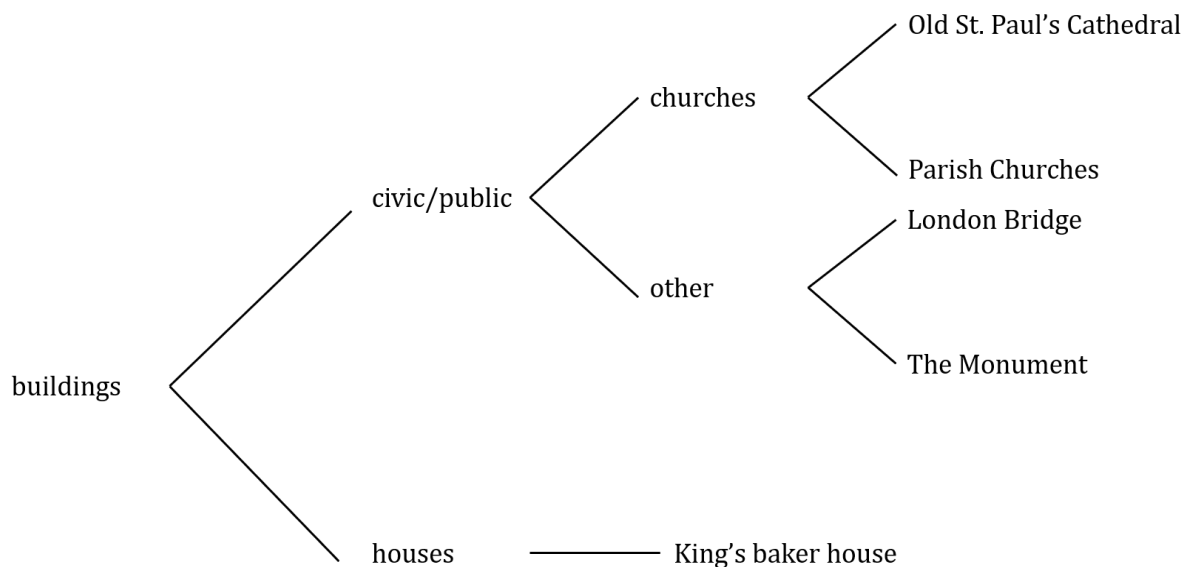 Old St. Paul’s Cathedral
churches
Parish Churches
civic/public
London Bridge
other
The Monument
buildings
houses
King’s baker house